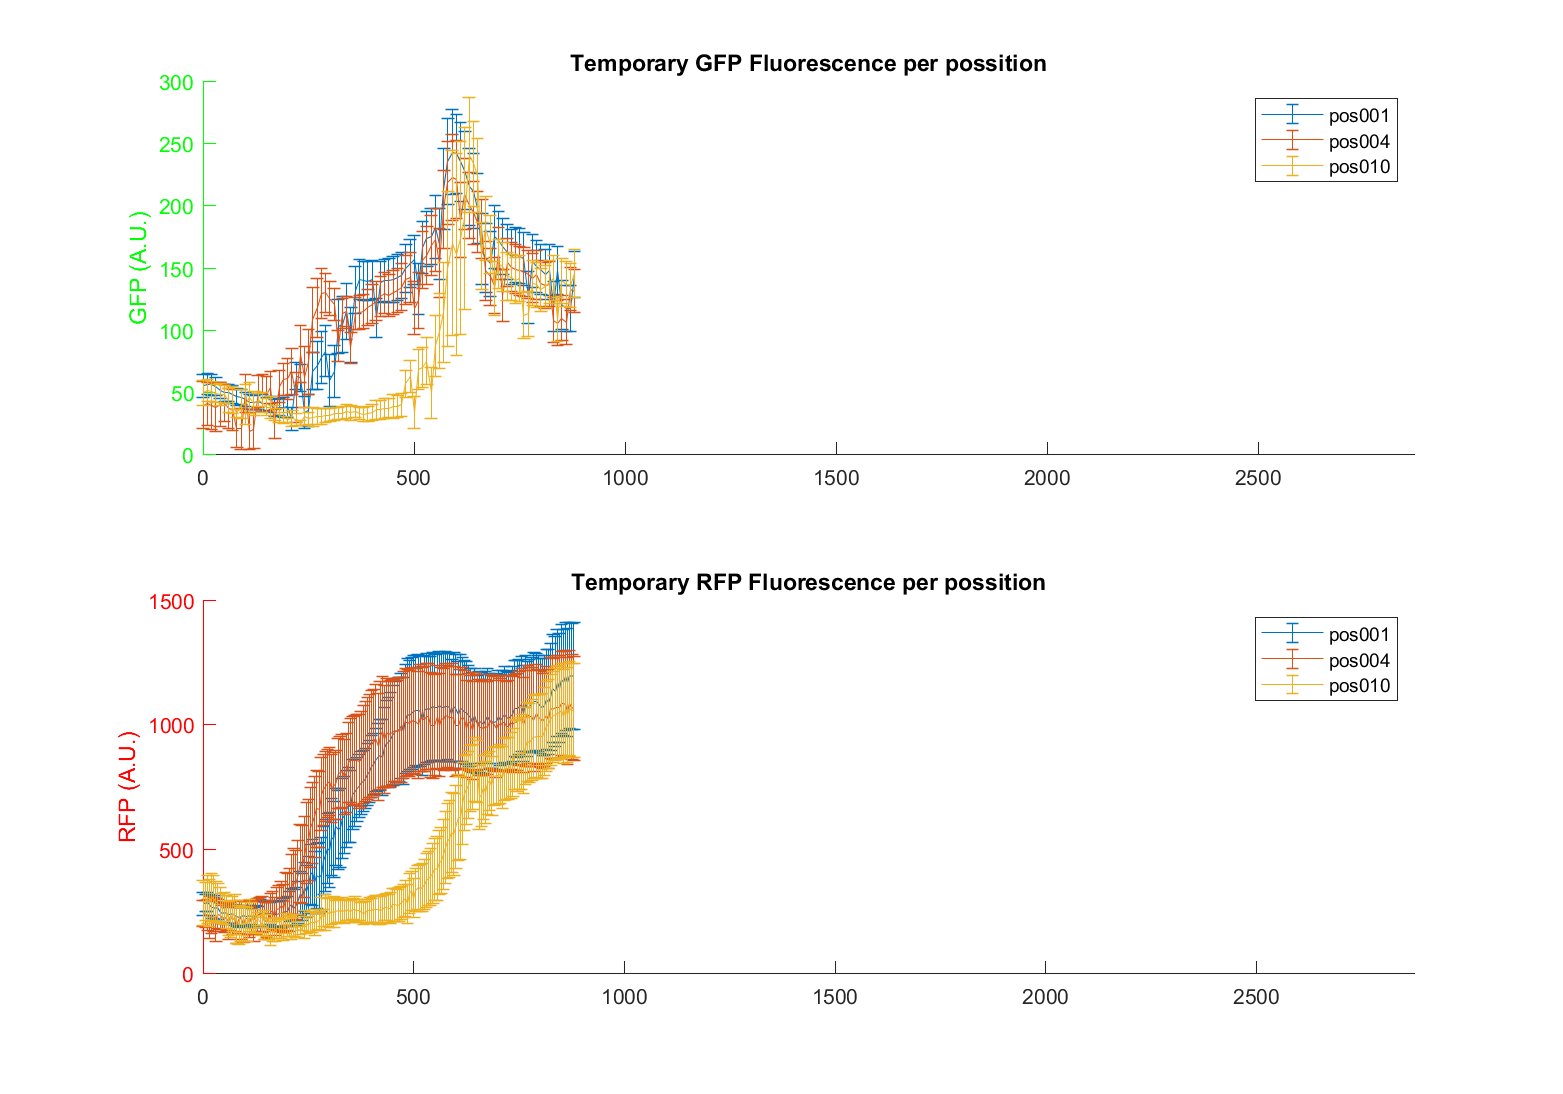 Temporary GFP Fluorescence per possition
300
250
200
150
100
50
0
GFP (A.U.)
0 500 1000 1500 2000 2500
pos001
pos004
pos010
Temporary RFP Fluorescence per possition
1500
1000
500
0
RFP (A.U.)
0 500 1000 1500 2000 2500
pos001
pos004
pos010